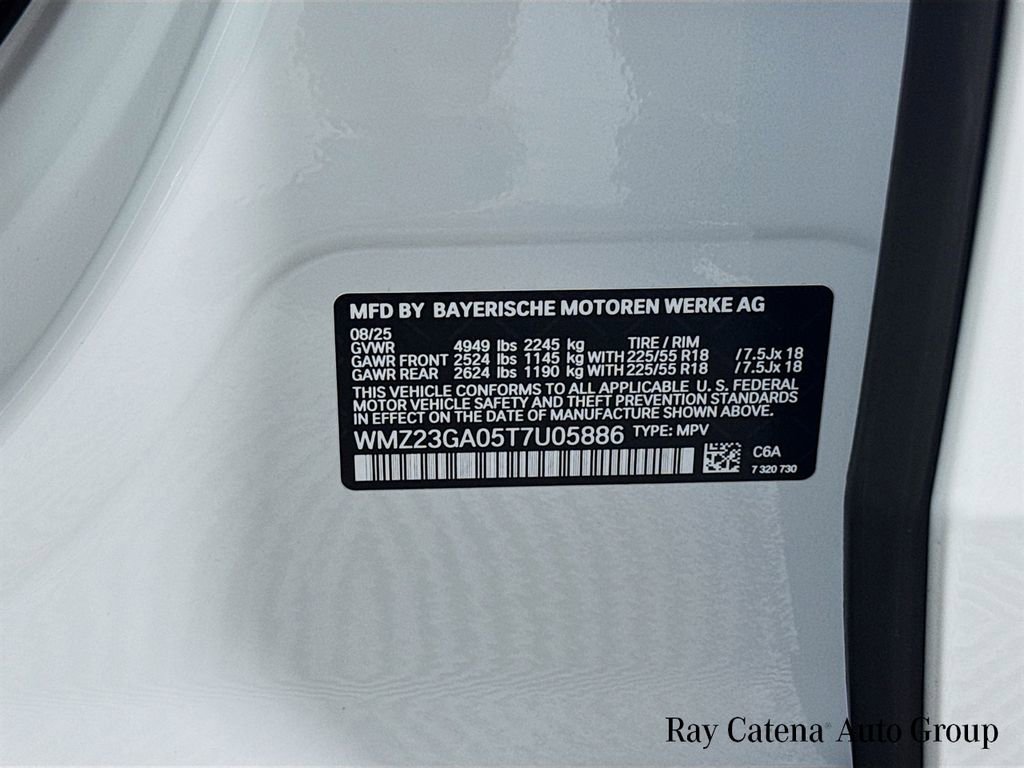 MFD BY BAYERISCHE MOTOREN WERKE AG
08/25
GVWR 4949 lbs 2245 kg TIRE / RIM
GAWR FRONT 2524 lbs 1145 kg WITH 225/55 R18 /7.5Jx 18
GAWR REAR 2624 lbs 1190 kg WITH 225/55 R18 /7.5Jx 18
THIS VEHICLE CONFORMS TO ALL APPLICABLE U. S. FEDERAL
MOTOR VEHICLE SAFETY AND THEFT PREVENTION STANDARDS
IN EFFECT ON THE DATE OF MANUFACTURE SHOWN ABOVE.
WMZ23GA05T7U05886 TYPE: MPV
C6A
7 320 730
Ray Catena® Auto Group